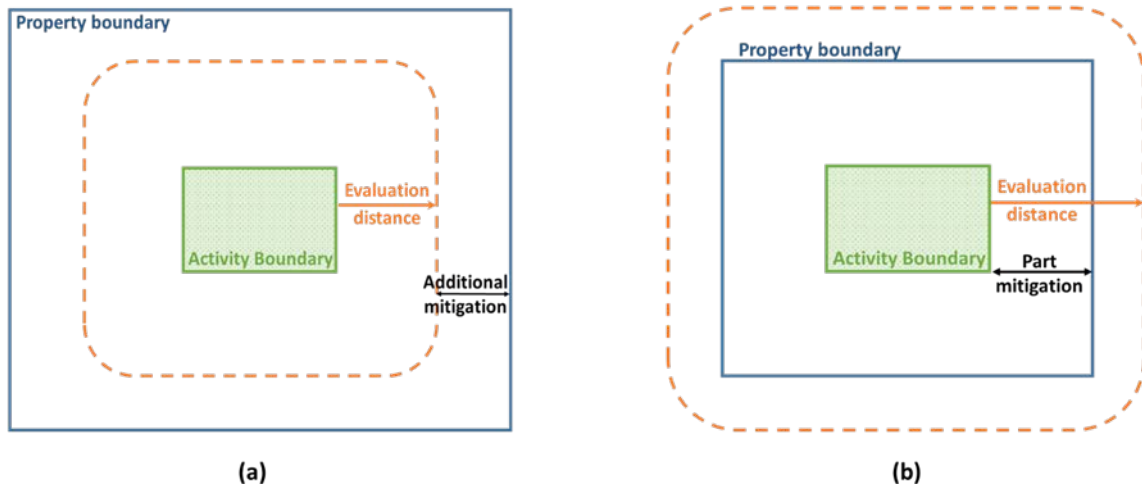 Property boundary
Evaluation
distance
Activity Boundary
Additional
mitigation
(a)
Property boundary
Evaluation
distance
Activity Boundary
Part
mitigation
(b)